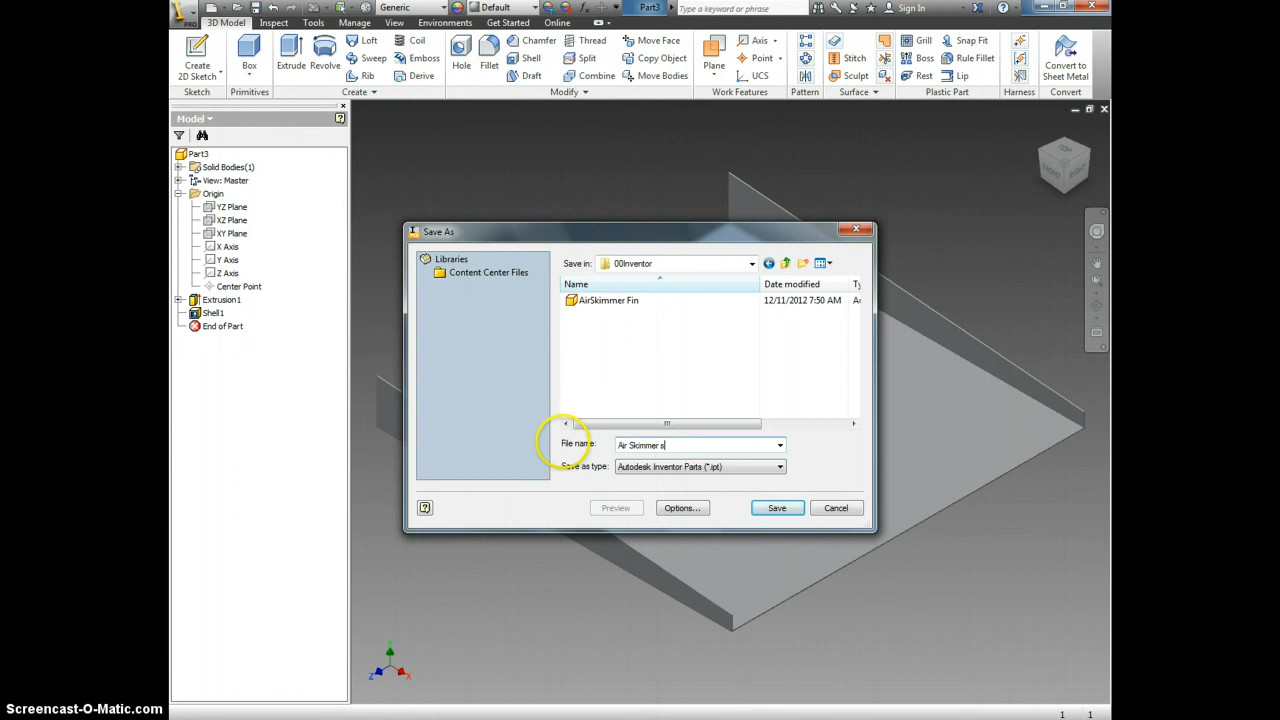 PRO
Generic
Default
Part3
Type a keyword or phrase
Sign In
3D Model Inspect Tools Manage View Environments Get Started Online
Create
2D Sketch
Box
Extrude
Revolve
Loft
Sweep
Rib
Coil
Emboss
Derive
Hole
Fillet
Chamfer
Shell
Draft
Thread
Split
Combine
Move Face
Copy Object
Move Bodies
Plane
Axis
Point
UCS
Stitch
Sculpt
Grill
Boss
Rest
Snap Fit
Rule Fillet
Lip
Convert to
Sheet Metal
Sketch Primitives Create Modify Work Features Pattern Surface Plastic Part Harness Convert
Model
Part3
Solid Bodies(1)
View: Master
Origin
YZ Plane
XZ Plane
XY Plane
X Axis
Y Axis
Z Axis
Center Point
Extrusion1
Shell1
End of Part
TOP
FRONT
RIGHT
Save As
Libraries
Content Center Files
Save in: 00Inventor
Name Date modified Ty
AirSkimmer Fin 12/11/2012 7:50 AM Au
File name: Air Skimmer s
Save as type: Autodesk Inventor Parts (*.ipt)
Preview Options... Save Cancel
Y
Z X
Screencast-O-Matic.com
1 1